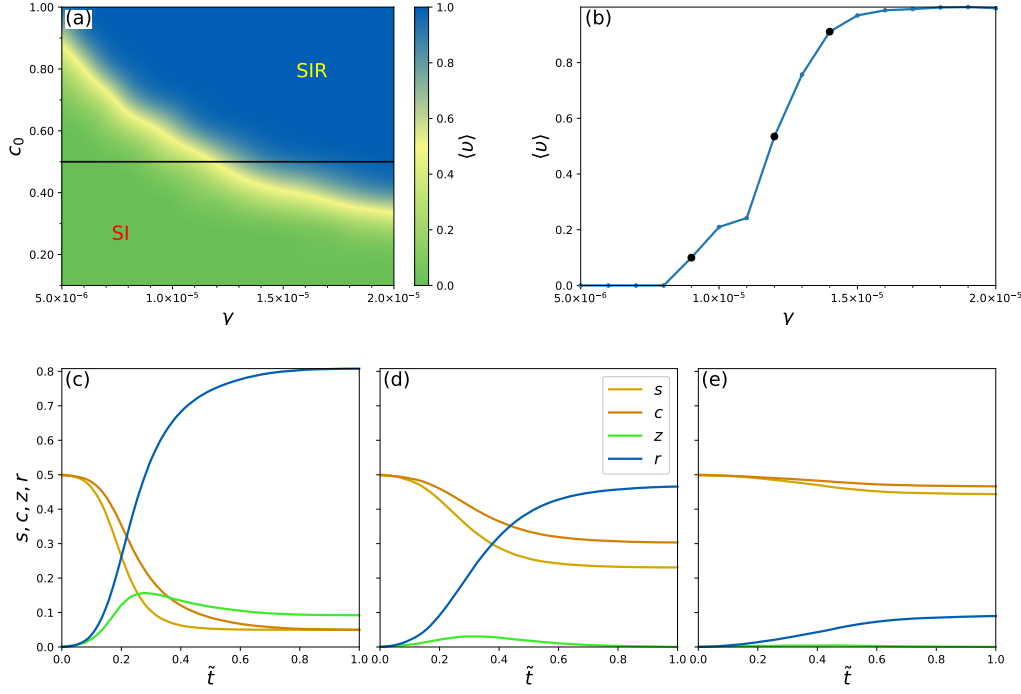 (a)
SIR
SI
1.00
0.80
0.60
0.40
0.20
c₀
5.0×10⁻⁶
1.0×10⁻⁵
1.5×10⁻⁵
2.0×10⁻⁵
γ
1.0
0.8
0.6
0.4
0.2
0.0
⟨υ⟩
(b)
0.8
0.6
0.4
0.2
0.0
⟨υ⟩
5.0×10⁻⁶
1.0×10⁻⁵
1.5×10⁻⁵
2.0×10⁻⁵
γ
(c)
0.8
0.7
0.6
0.5
0.4
0.3
0.2
0.1
0.0
s, c, z, r
0.0 0.2 0.4 0.6 0.8 1.0
t̃
(d)
s
c
z
r
0.0 0.2 0.4 0.6 0.8 1.0
t̃
(e)
0.0 0.2 0.4 0.6 0.8 1.0
t̃